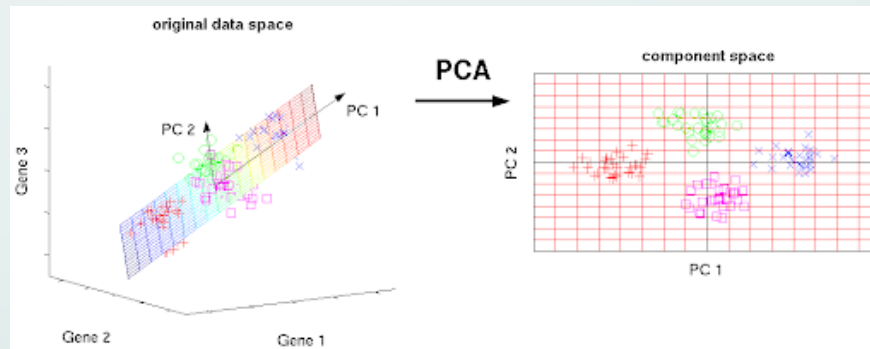 original data space
PC 1
PC 2
Gene 3
Gene 2
Gene 1
PCA
component space
PC 2
PC 1